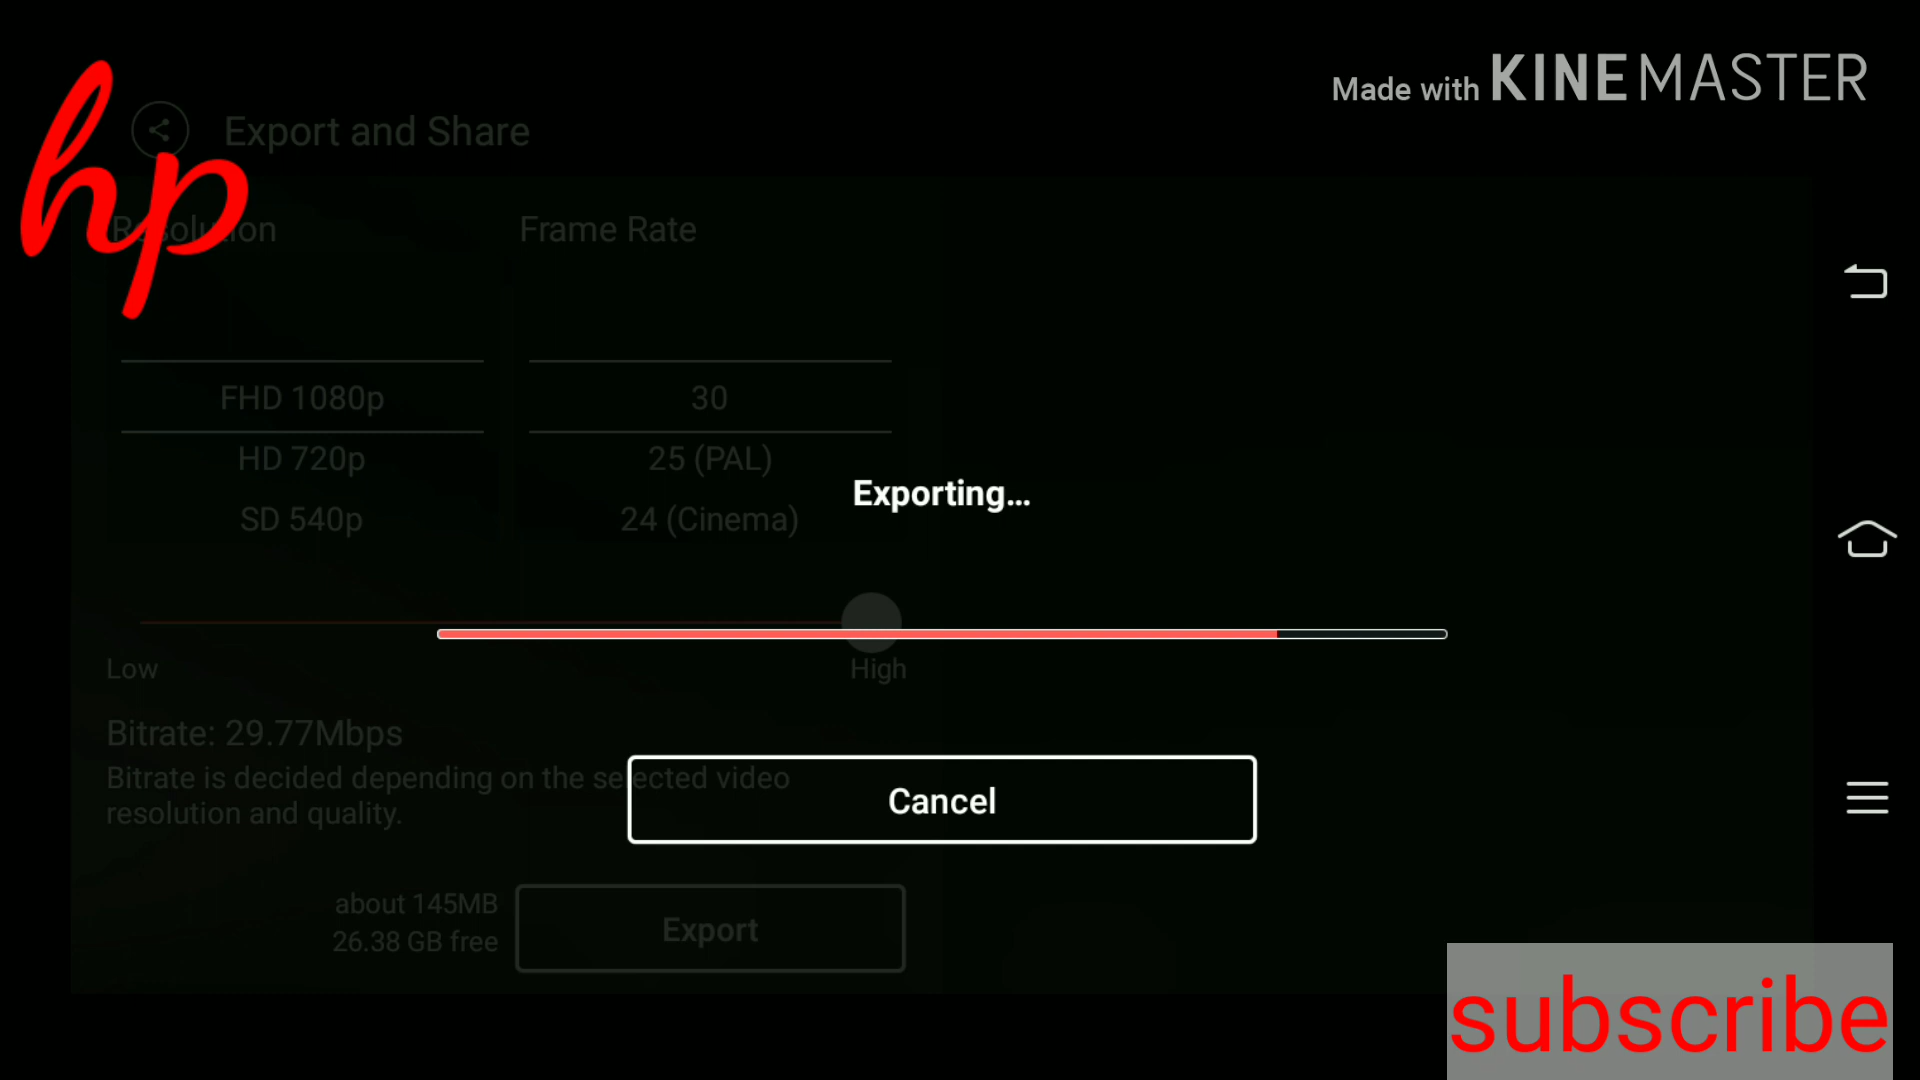 hp
Made with KINEMASTER
Export and Share
Resolution
Frame Rate
FHD 1080p
30
HD 720p
25 (PAL)
SD 540p
24 (Cinema)
Exporting...
Low
High
Bitrate: 29.77Mbps
Bitrate is decided depending on the selected video
resolution and quality.
Cancel
about 145MB
26.38 GB free
Export
subscribe